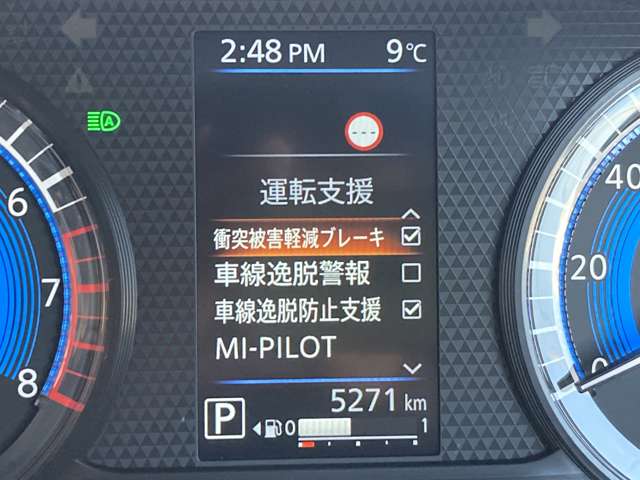 2:48 PM 9℃
---
運転支援
衝突被害軽減ブレーキ
車線逸脱警報
車線逸脱防止支援
MI-PILOT
5271 km
P 0 1
6
7
8
40
20
0
A